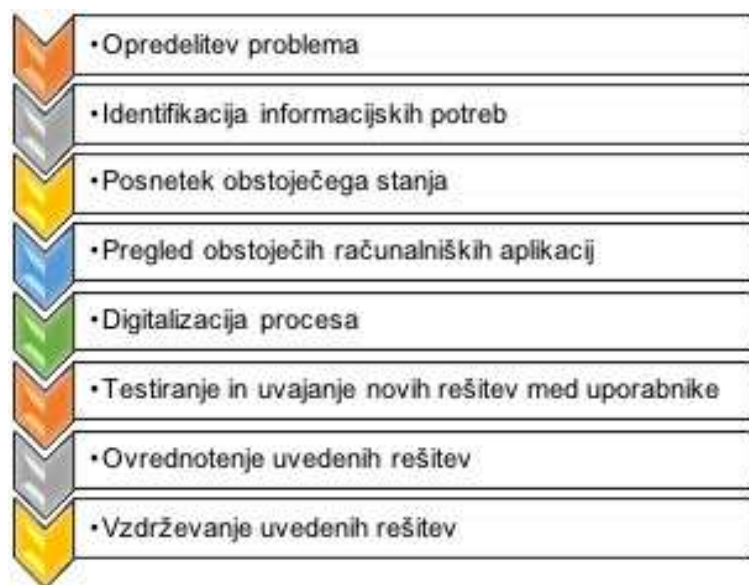 •Opredelitev problema
•Identifikacija informacijskih potreb
•Posnetek obstoječega stanja
•Pregled obstoječih računalniških aplikacij
•Digitalizacija procesa
•Testiranje in uvajanje novih rešitev med uporabnike
•Ovrednotenje uvedenih rešitev
•Vzdrževanje uvedenih rešitev